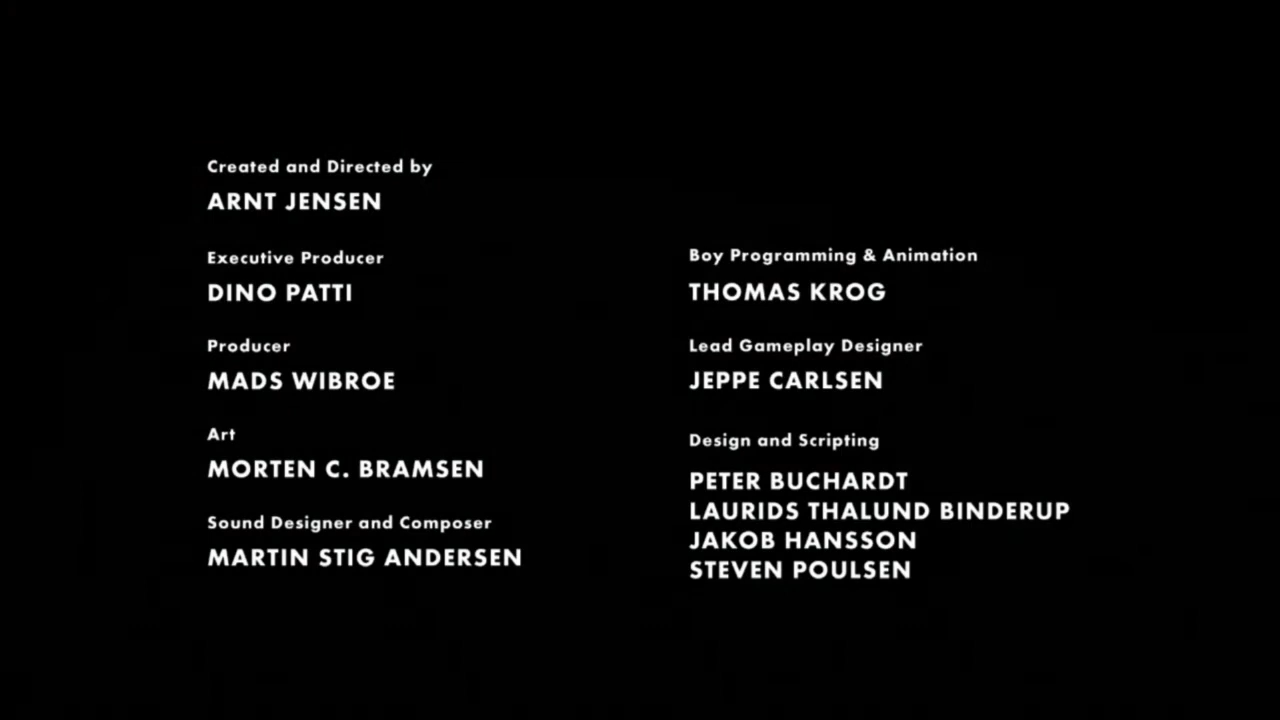 Created and Directed by
ARNT JENSEN
Executive Producer
DINO PATTI
Producer
MADS WIBROE
Art
MORTEN C. BRAMSEN
Sound Designer and Composer
MARTIN STIG ANDERSEN
Boy Programming & Animation
THOMAS KROG
Lead Gameplay Designer
JEPPE CARLSEN
Design and Scripting
PETER BUCHARDT
LAURIDS THALUND BINDERUP
JAKOB HANSSON
STEVEN POULSEN